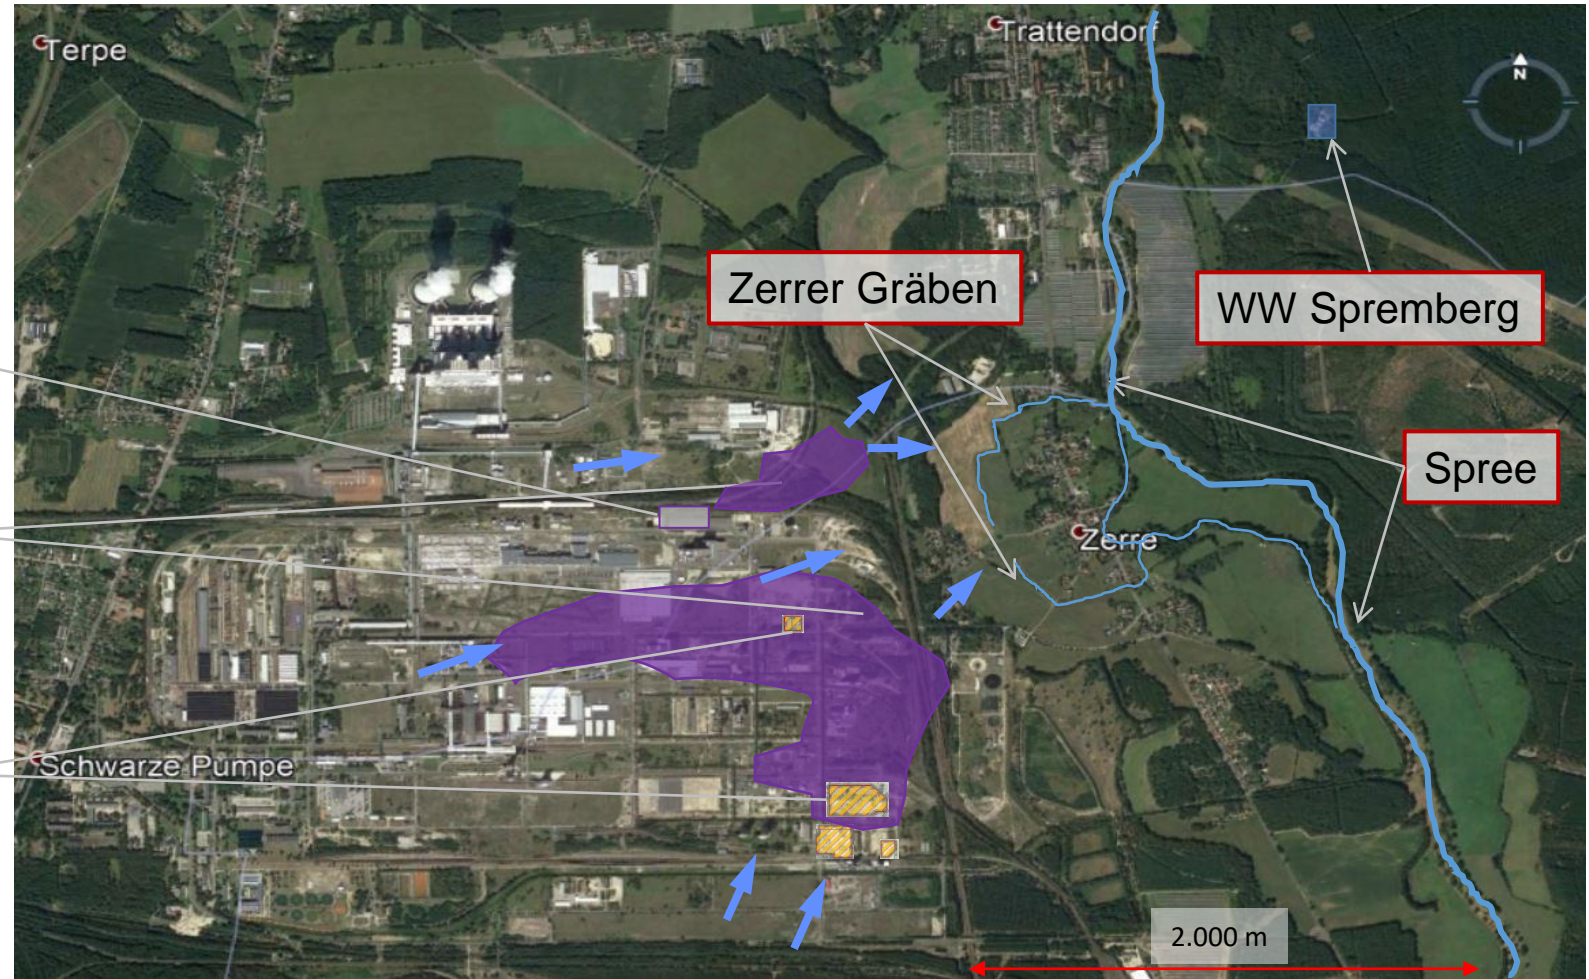 Terpe
Trattendorf
N
Zerrer Gräben
WW Spremberg
Spree
Zerre
Schwarze Pumpe
2.000 m